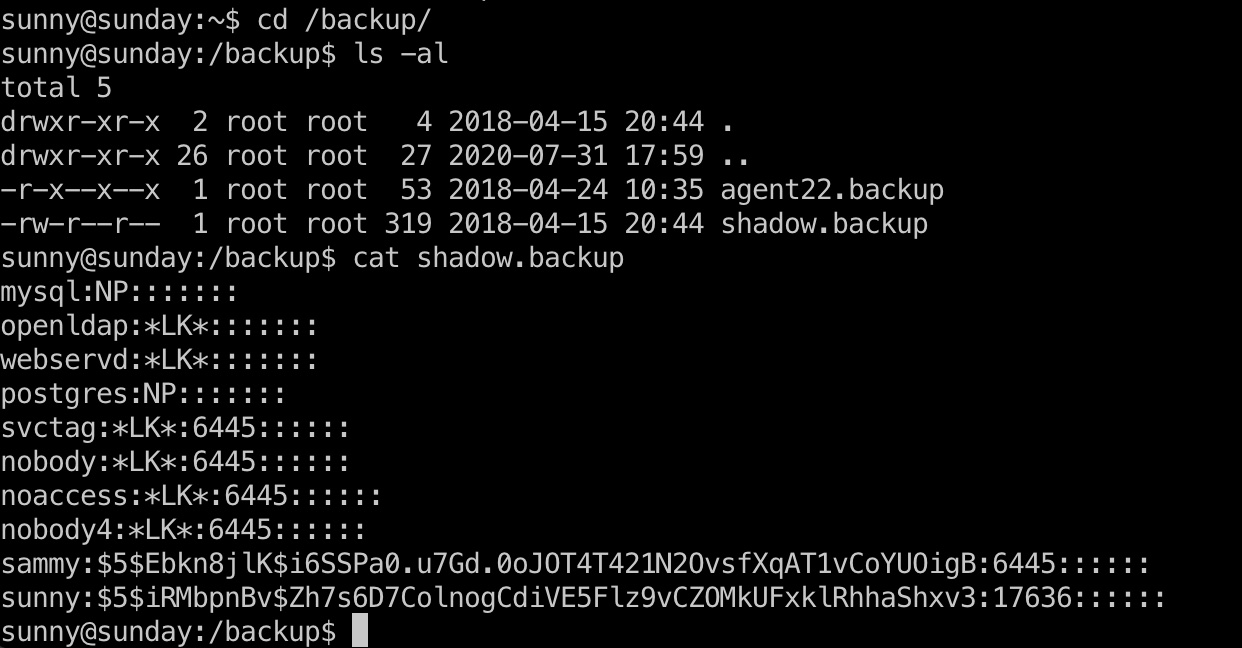 sunny@sunday:~$ cd /backup/
sunny@sunday:/backup$ ls -al
total 5
drwxr-xr-x  2 root root   4 2018-04-15 20:44 .
drwxr-xr-x 26 root root  27 2020-07-31 17:59 ..
-r-x--x--x  1 root root  53 2018-04-24 10:35 agent22.backup
-rw-r--r--  1 root root 319 2018-04-15 20:44 shadow.backup
sunny@sunday:/backup$ cat shadow.backup
mysql:NP:::::::
openldap:*LK*:::::::
webservd:*LK*:::::::
postgres:NP:::::::
svctag:*LK*:6445::::::
nobody:*LK*:6445::::::
noaccess:*LK*:6445::::::
nobody4:*LK*:6445::::::
sammy:$5$Ebkn8jlK$i6SSPa0.u7Gd.0oJOT4T421N2OvsfXqAT1vCoYUOigB:6445::::::
sunny:$5$iRMbpnBv$Zh7s6D7ColnogCdiVE5Flz9vCZOMkUFxklRhhaShxv3:17636::::::
sunny@sunday:/backup$